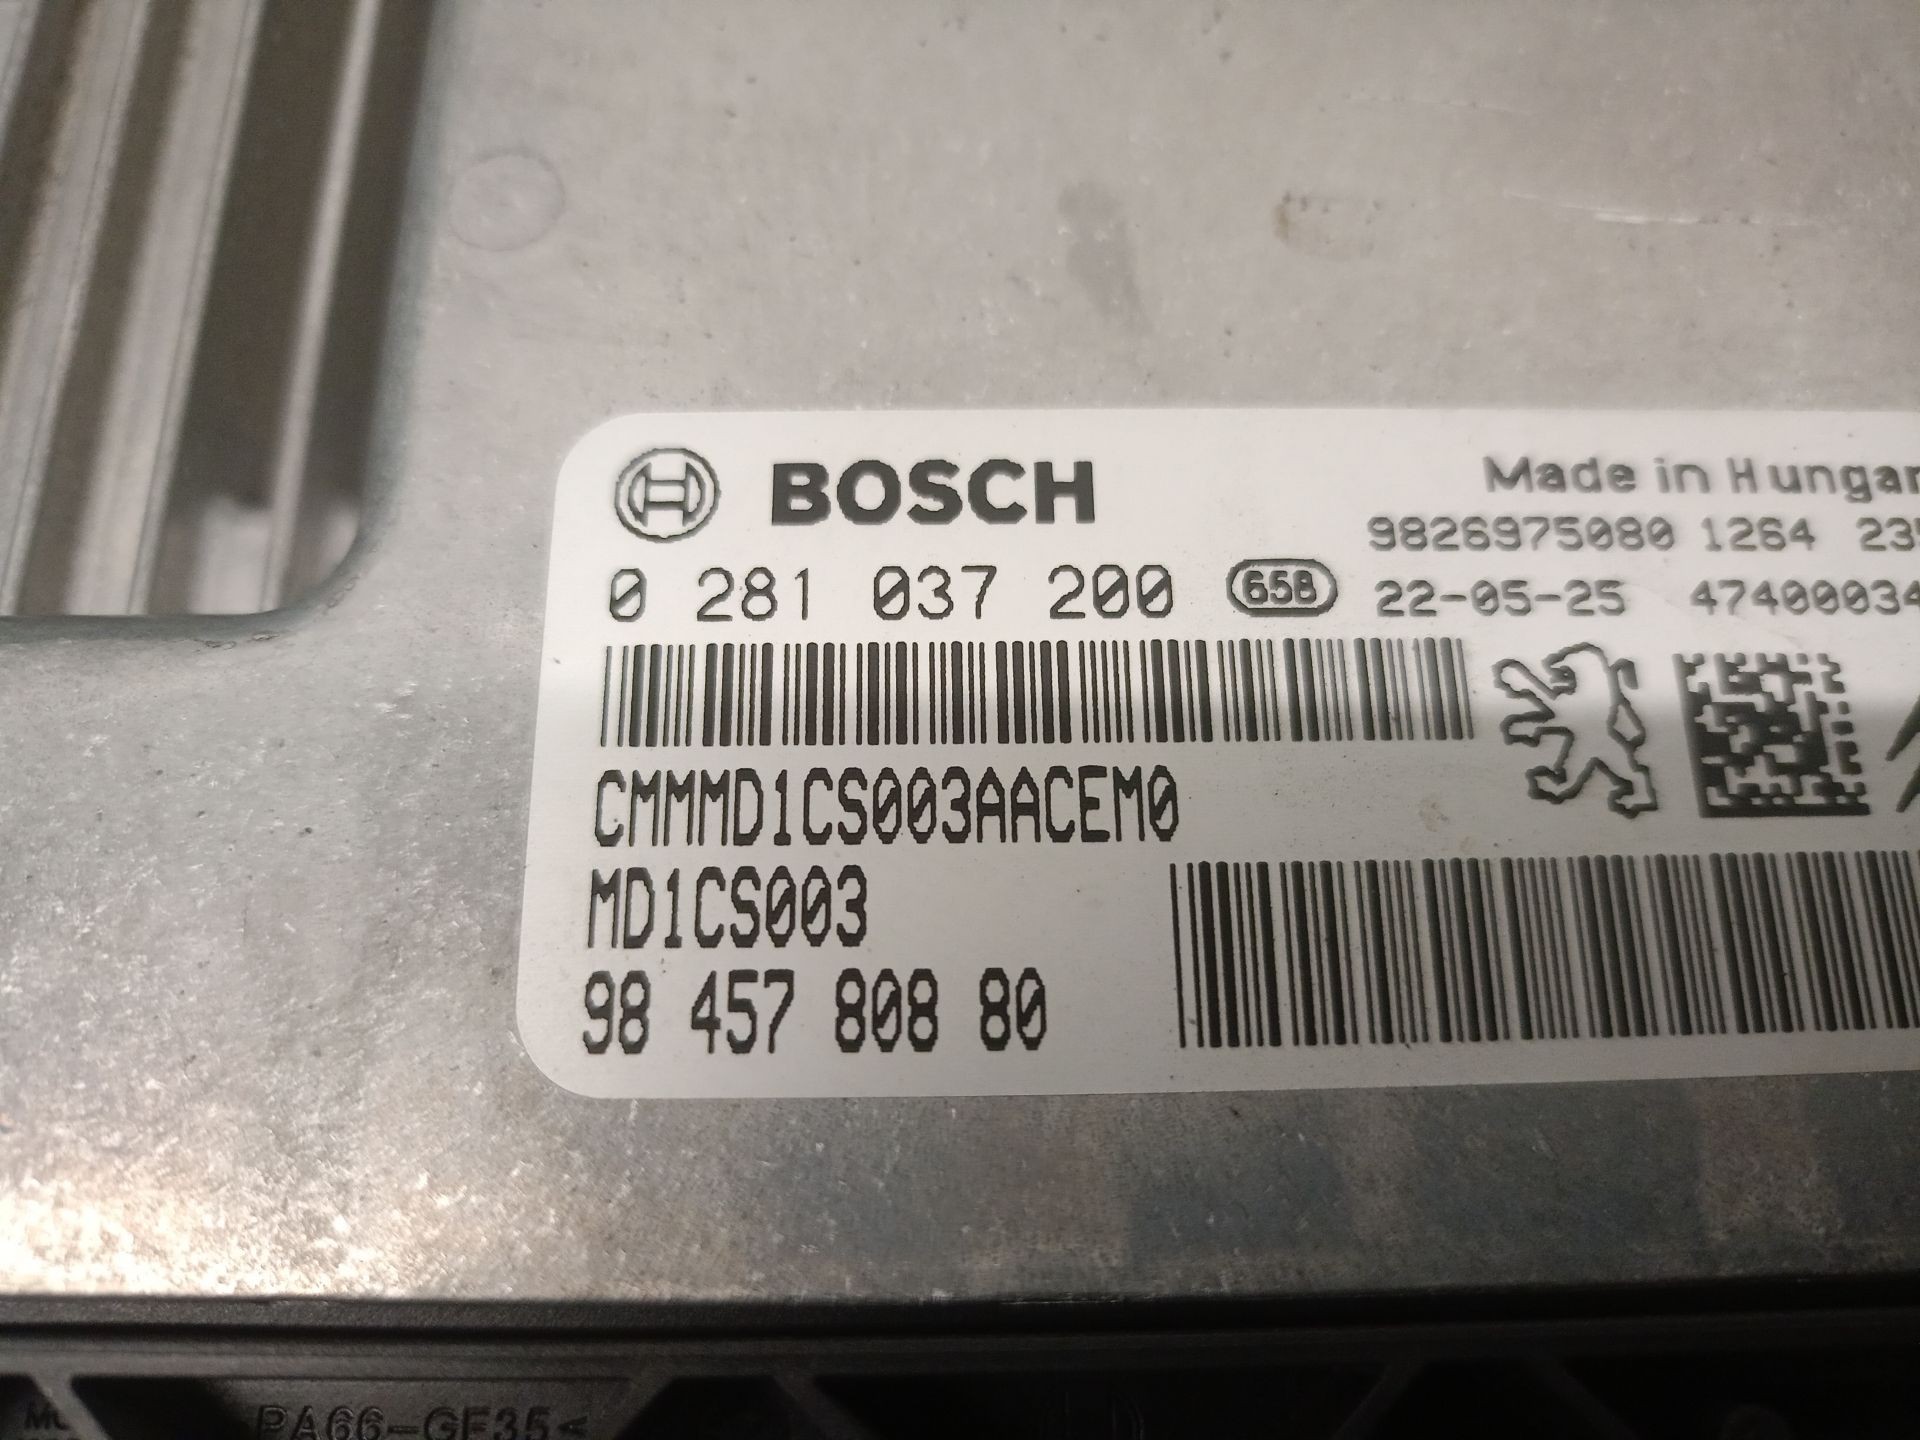 BOSCH
Made in Hungar
9826975080 1264 23
0 281 037 200 658 22-05-25 47400034
CMMMD1CS003AACEM0
MD1CS003
98 457 808 80
PA66-GF35<